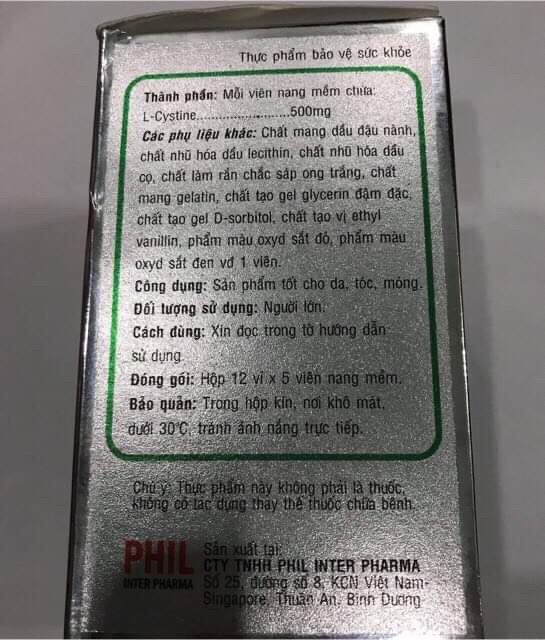 Thực phẩm bảo vệ sức khỏe
Thành phần: Mỗi viên nang mềm chứa:
L-Cystine.......................500mg
Các phụ liệu khác: Chất mang dầu đậu nành,
chất nhũ hóa dầu lecithin, chất nhũ hóa dầu
cọ, chất làm rắn chắc sáp ong trắng, chất
mang gelatin, chất tạo gel glycerin đậm đặc,
chất tạo gel D-sorbitol, chất tạo vị ethyl
vanillin, phẩm màu oxyd sắt đỏ, phẩm màu
oxyd sắt đen vđ 1 viên.
Công dụng: Sản phẩm tốt cho da, tóc, móng.
Đối tượng sử dụng: Người lớn.
Cách dùng: Xin đọc trong tờ hướng dẫn
sử dụng.
Đóng gói: Hộp 12 vỉ x 5 viên nang mềm.
Bảo quản: Trong hộp kín, nơi khô mát,
dưới 30°C, tránh ánh nắng trực tiếp.
Chú ý: Thực phẩm này không phải là thuốc,
không có tác dụng thay thế thuốc chữa bệnh.
PHIL
INTER PHARMA
Sản xuất tại:
CTY TNHH PHIL INTER PHARMA
Số 25, đường số 8, KCN Việt Nam-
Singapore, Thuận An, Bình Dương